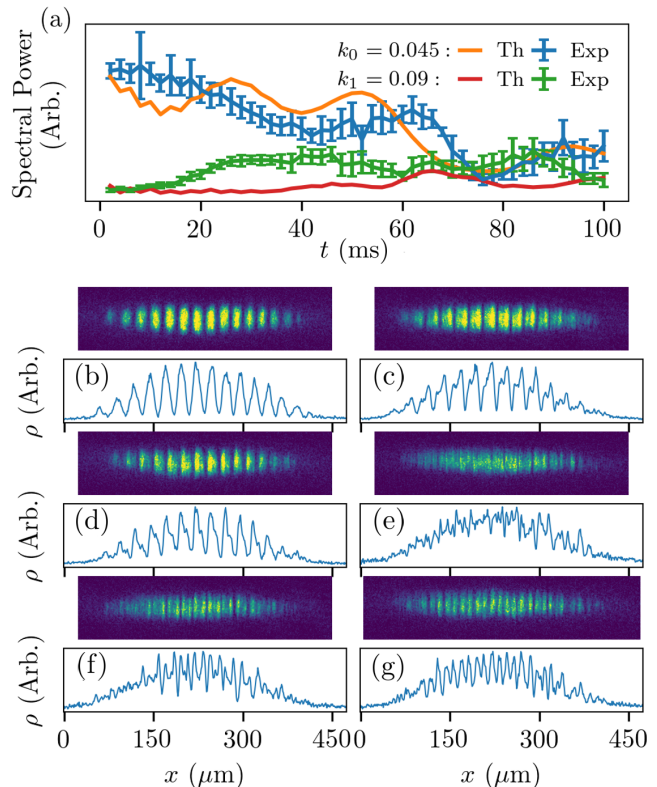 (a)
Spectral Power
(Arb.)
k₀ = 0.045 : Th Exp
k₁ = 0.09 : Th Exp
0 20 40 60 80 100
t (ms)
ρ (Arb.) (b) (c)
ρ (Arb.) (d) (e)
ρ (Arb.) (f) (g)
0 150 300 450 0 150 300 450
x (μm) x (μm)